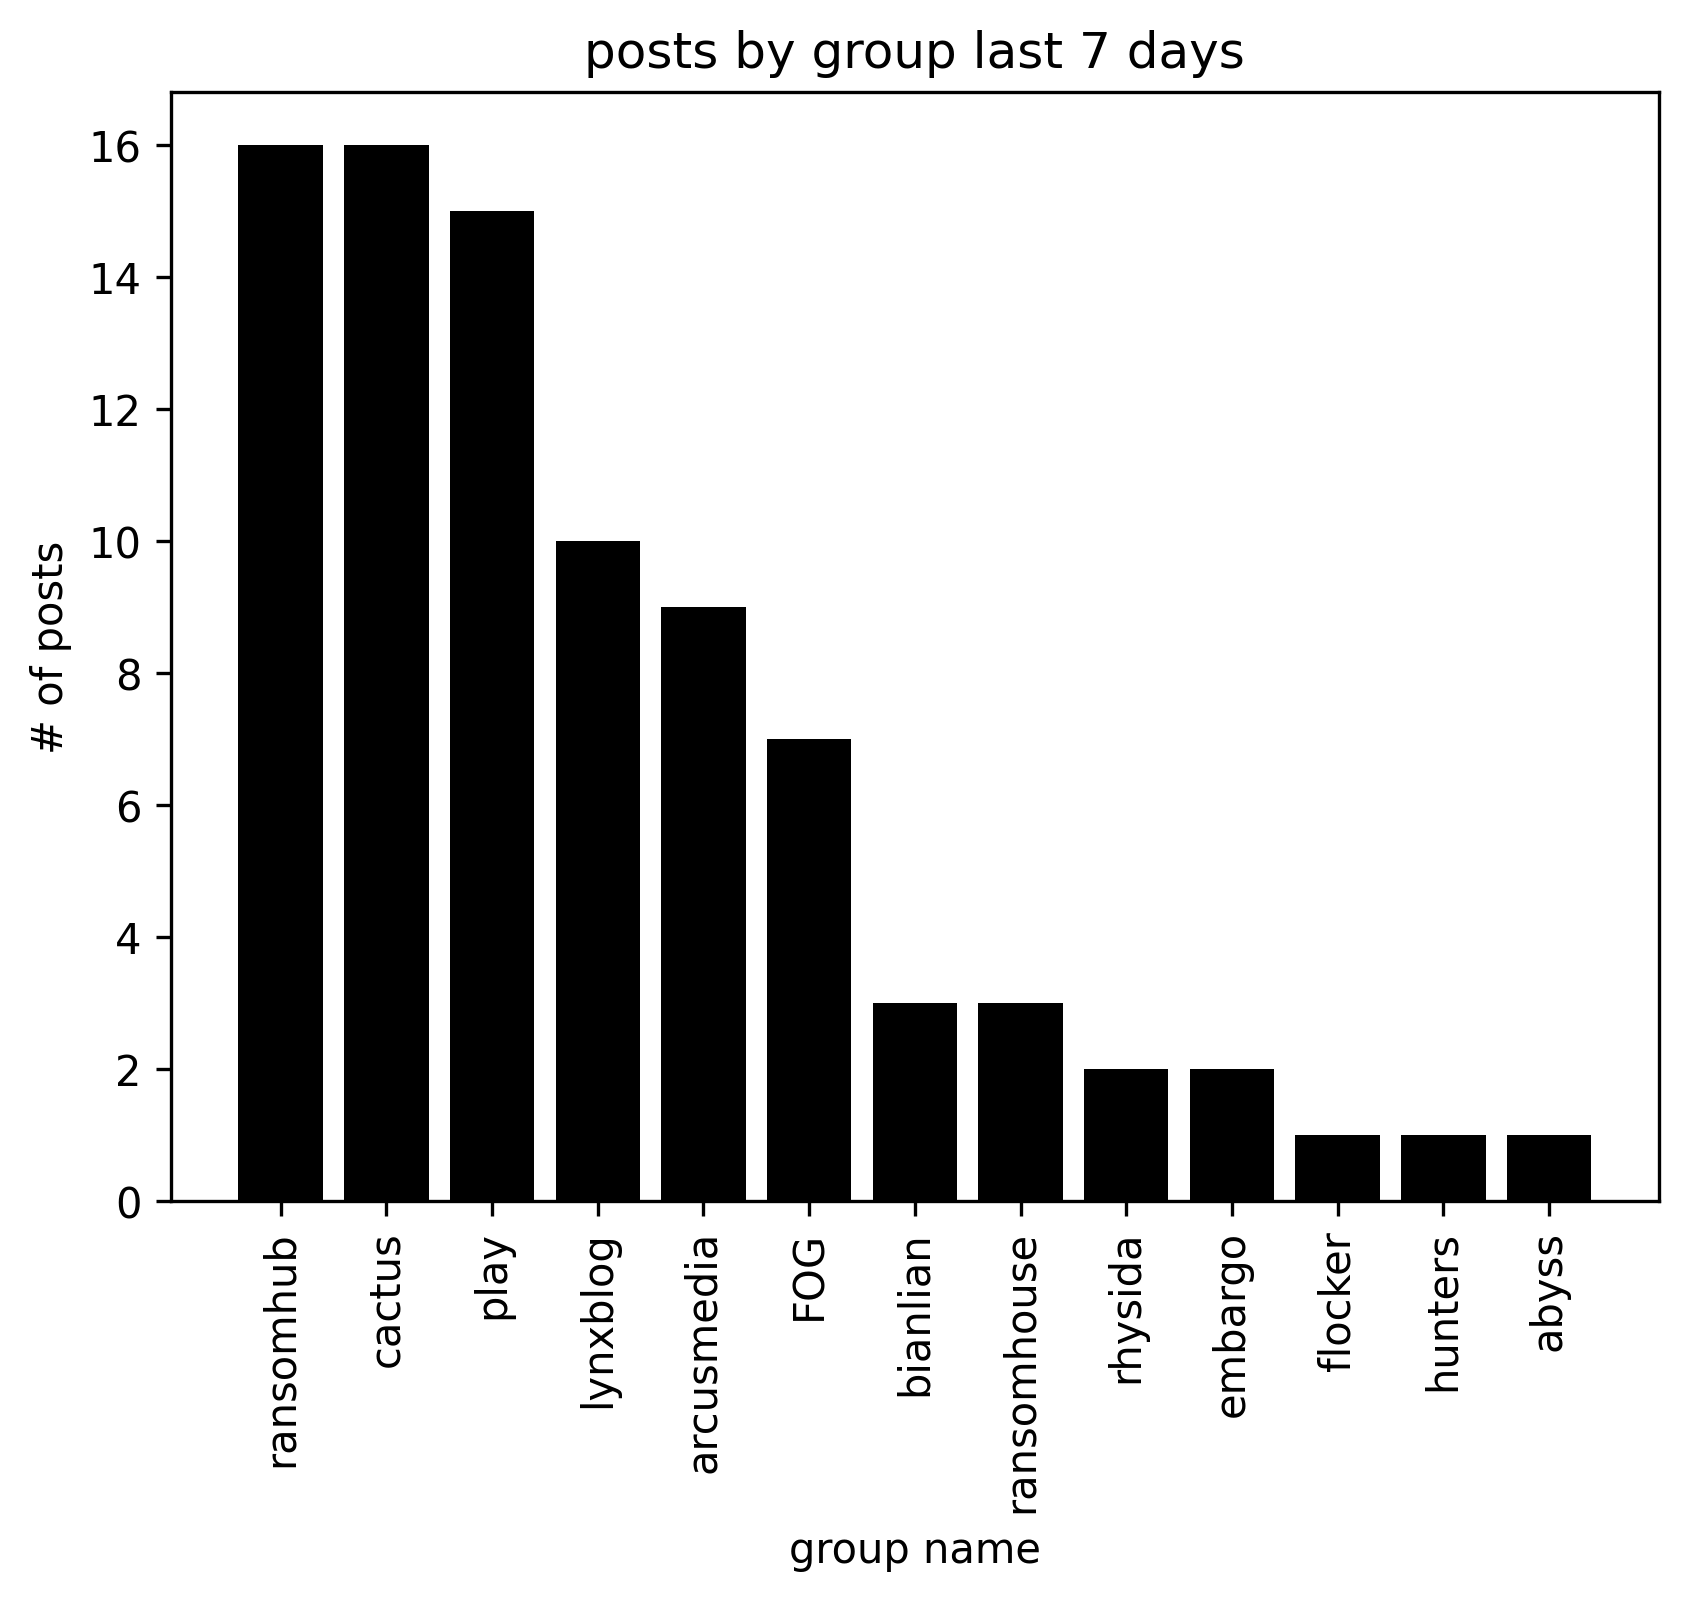 posts by group last 7 days
16
14
12
10
8
6
4
2
0
# of posts
ransomhub
cactus
play
lynxblog
arcusmedia
FOG
bianlian
ransomhouse
rhysida
embargo
flocker
hunters
abyss
group name